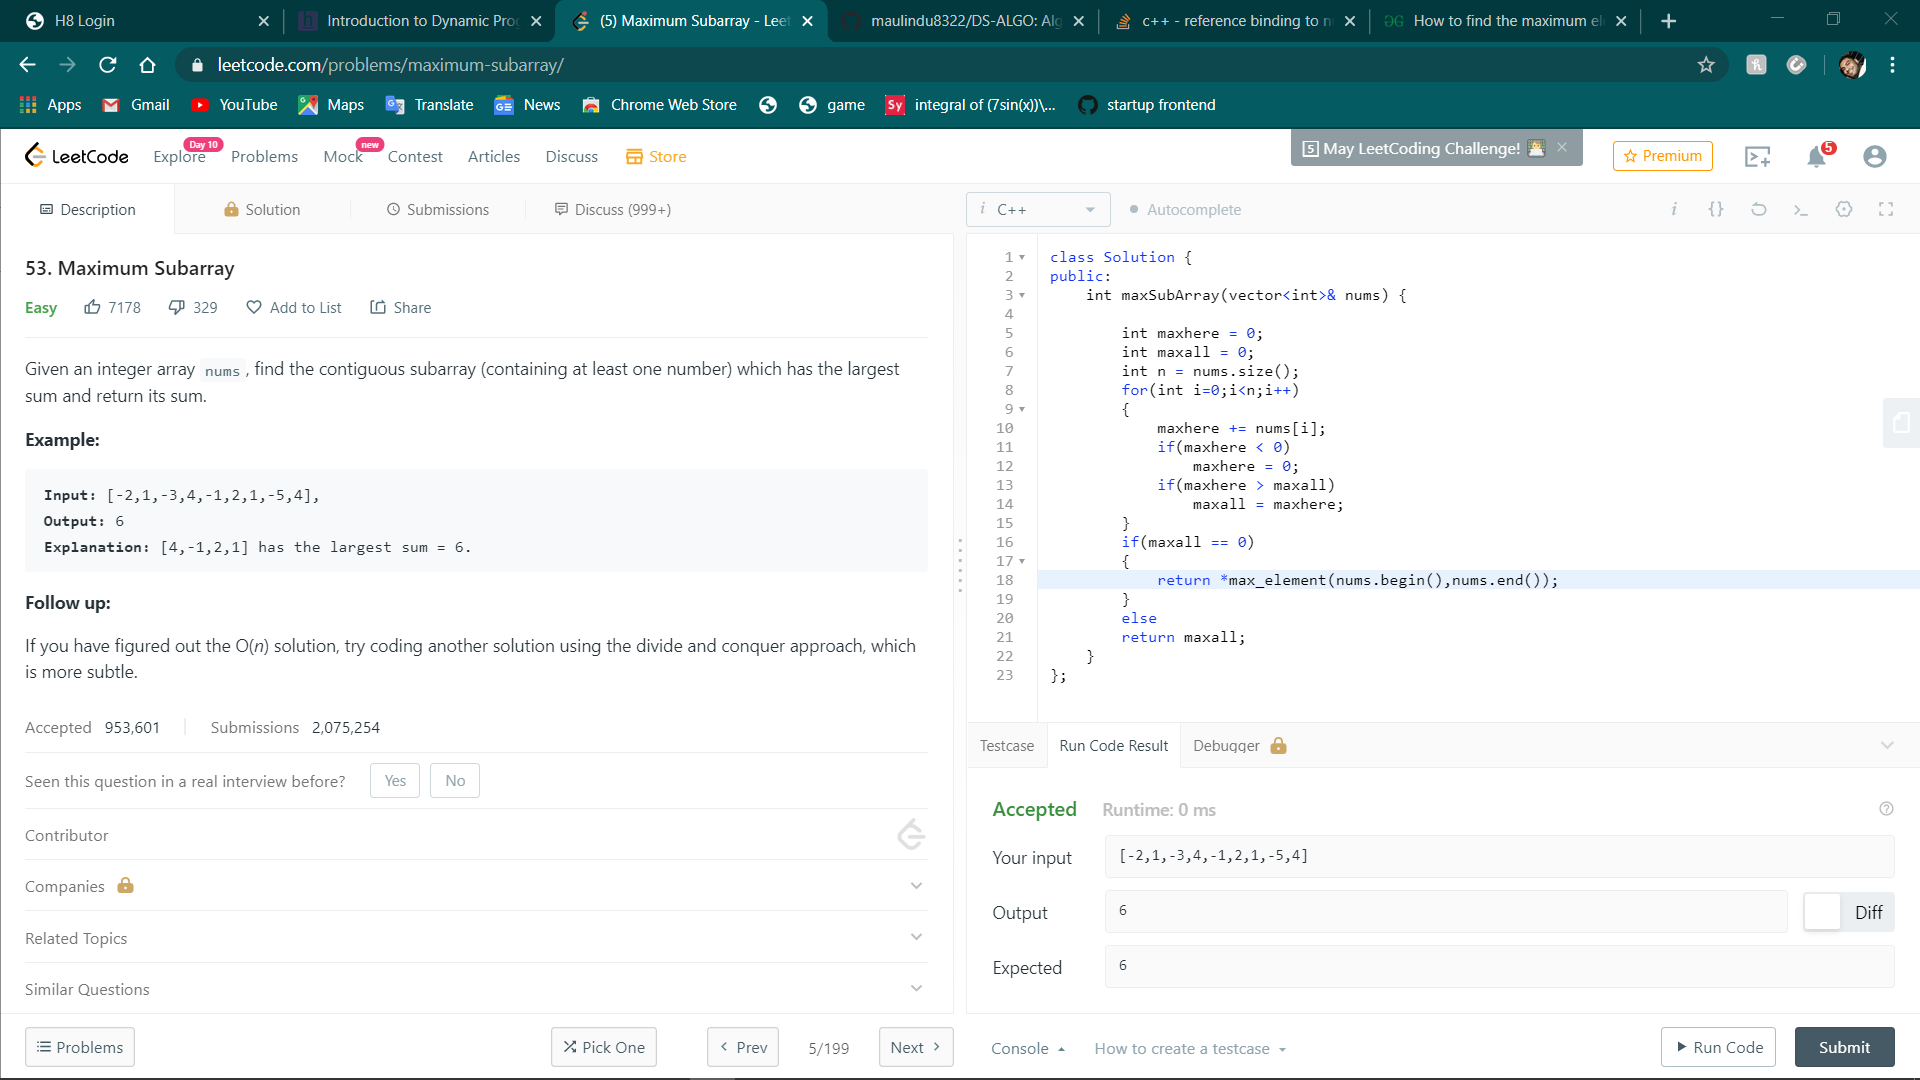 H8 Login
Introduction to Dynamic Pro
(5) Maximum Subarray - Leet
maulindu8322/DS-ALGO: Alg
c++ - reference binding to n
How to find the maximum el
leetcode.com/problems/maximum-subarray/
Apps
Gmail
YouTube
Maps
Translate
News
Chrome Web Store
game
Sy
integral of (7sin(x))\...
startup frontend
LeetCode
Explore
Day 10
Problems
Mock
new
Contest
Articles
Discuss
Store
5 May LeetCoding Challenge!
Premium
5
Description
Solution
Submissions
Discuss (999+)
53. Maximum Subarray
Easy
7178
329
Add to List
Share
Given an integer array nums , find the contiguous subarray (containing at least one number) which has the largest
sum and return its sum.
Example:
Input: [-2,1,-3,4,-1,2,1,-5,4],
Output: 6
Explanation: [4,-1,2,1] has the largest sum = 6.
Follow up:
If you have figured out the O(n) solution, try coding another solution using the divide and conquer approach, which
is more subtle.
Accepted 953,601
Submissions 2,075,254
Seen this question in a real interview before?
Yes
No
Contributor
Companies
Related Topics
Similar Questions
Problems
Pick One
Prev
5/199
Next
i C++
Autocomplete
i {}
1 class Solution {
2 public:
3 int maxSubArray(vector<int>& nums) {
4
5 int maxhere = 0;
6 int maxall = 0;
7 int n = nums.size();
8 for(int i=0;i<n;i++)
9 {
10 maxhere += nums[i];
11 if(maxhere < 0)
12 maxhere = 0;
13 if(maxhere > maxall)
14 maxall = maxhere;
15 }
16 if(maxall == 0)
17 {
18 return *max_element(nums.begin(),nums.end());
19 }
20 else
21 return maxall;
22 }
23 };
Testcase
Run Code Result
Debugger
Accepted
Runtime: 0 ms
Your input
[-2,1,-3,4,-1,2,1,-5,4]
Output
6
Diff
Expected
6
Console
How to create a testcase
Run Code
Submit